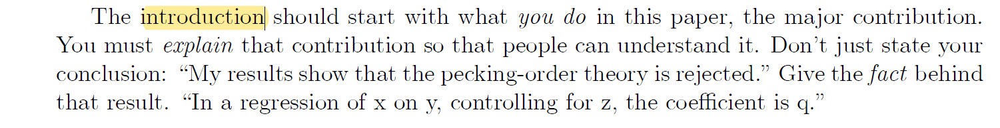 The introduction should start with what you do in this paper, the major contribution.
You must explain that contribution so that people can understand it. Don't just state your
conclusion: “My results show that the pecking-order theory is rejected.” Give the fact behind
that result. “In a regression of x on y, controlling for z, the coefficient is q.”